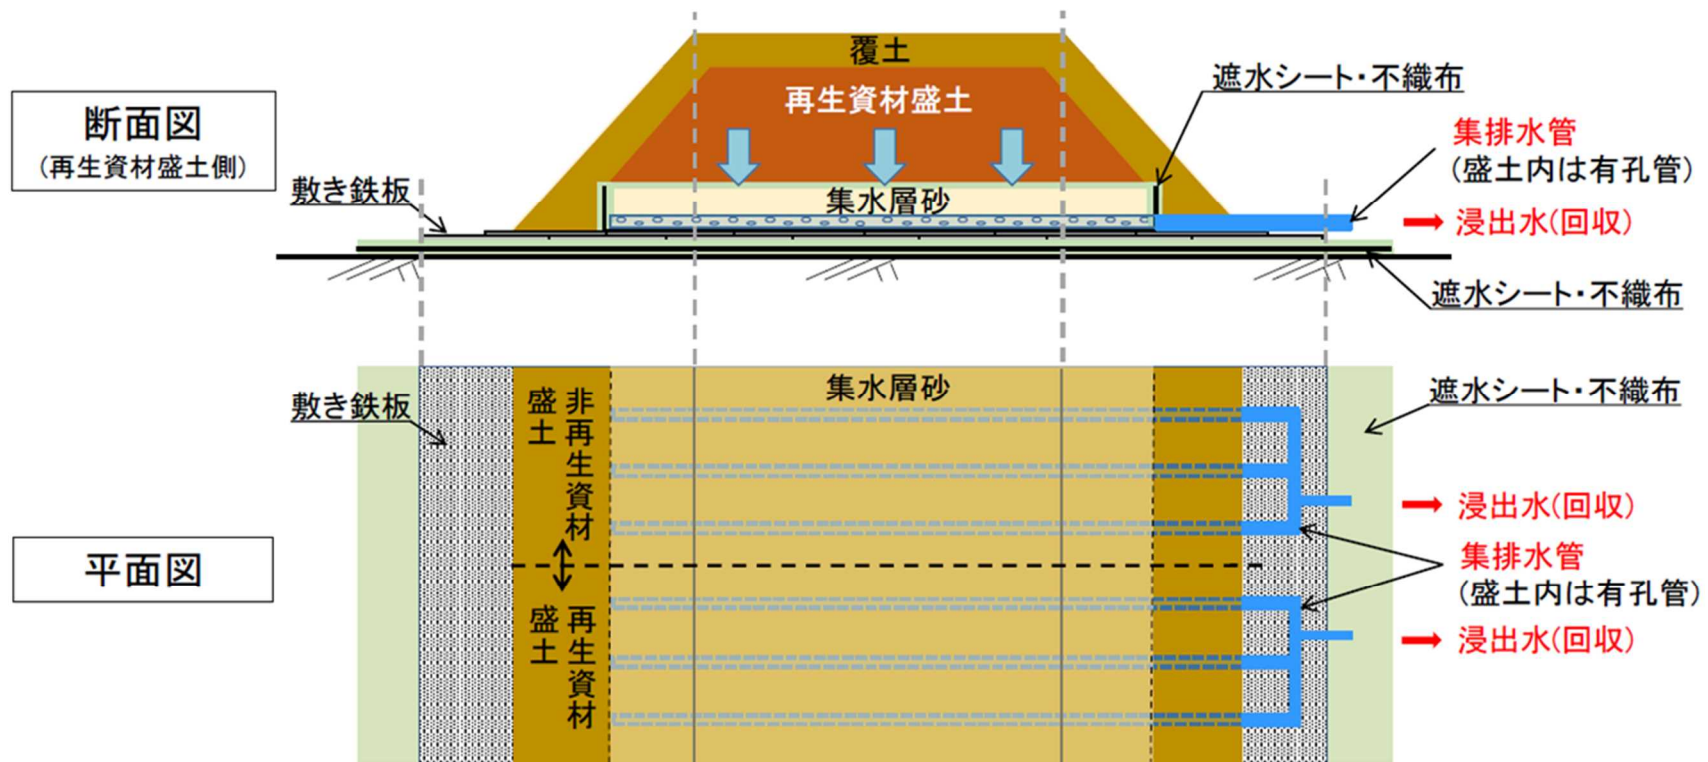 覆土
遮水シート・不織布
再生資材盛土
断面図
(再生資材盛土側)
集排水管
(盛土内は有孔管)
敷き鉄板
集水層砂
浸出水(回収)
遮水シート・不織布
集水層砂
敷き鉄板
非再生資材
盛土
遮水シート・不織布
浸出水(回収)
平面図
集排水管
(盛土内は有孔管)
再生資材
盛土
浸出水(回収)